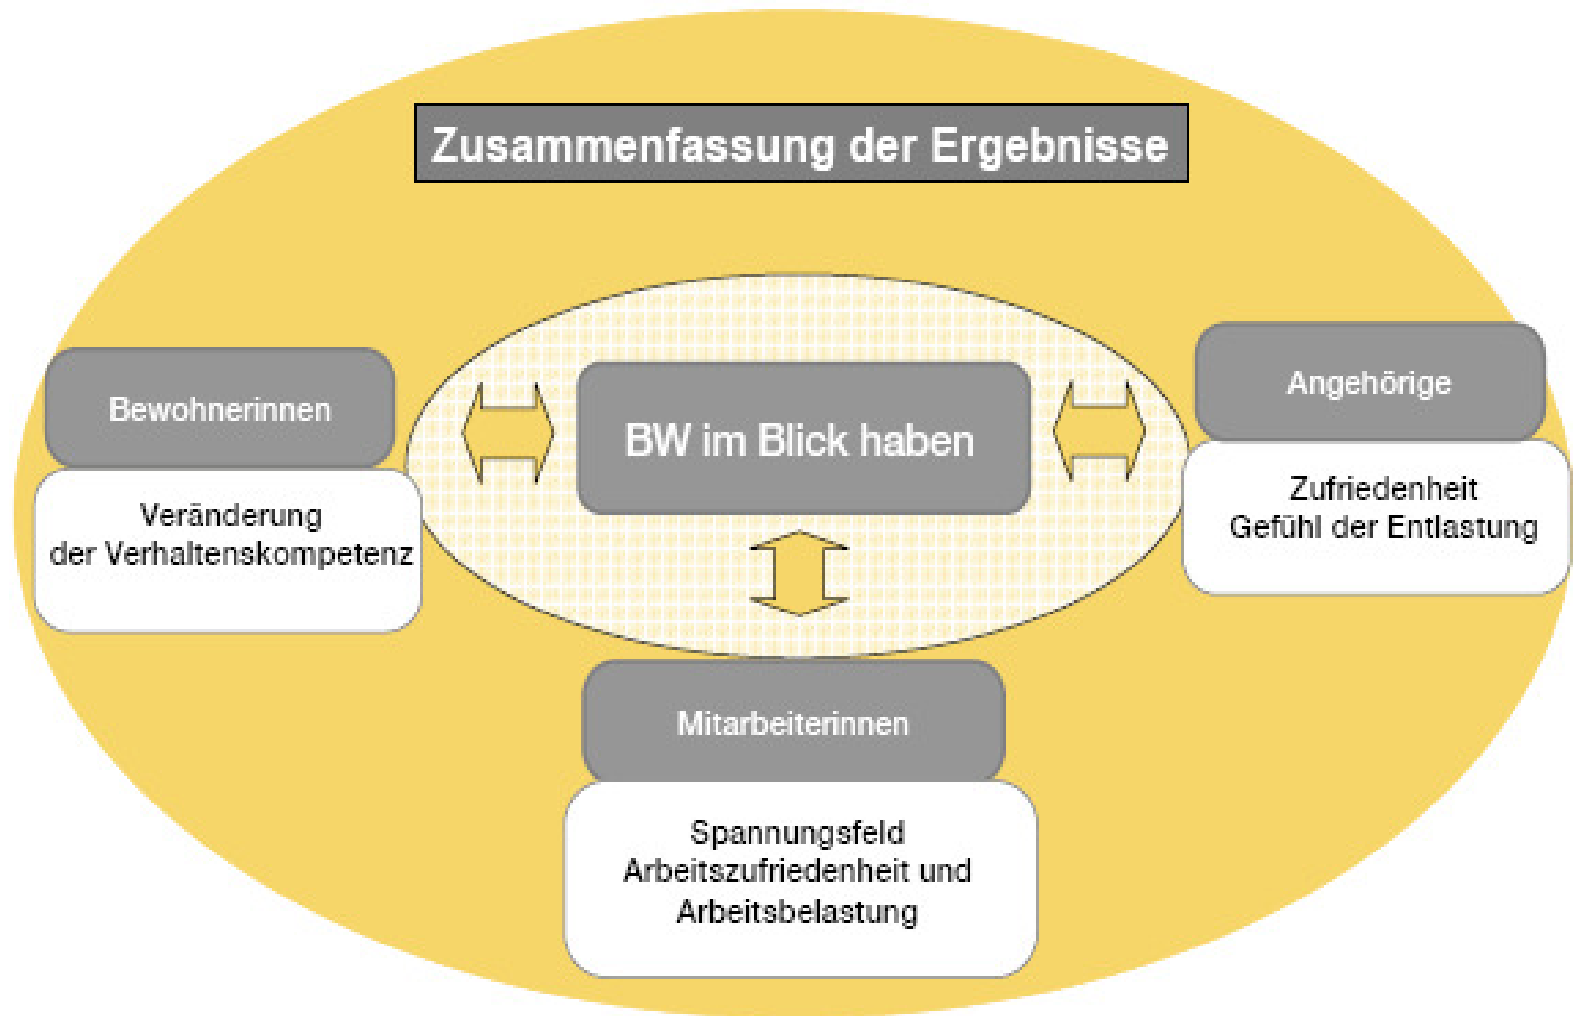 Zusammenfassung der Ergebnisse
Bewohnerinnen
Veränderung
der Verhaltenskompetenz
BW im Blick haben
Angehörige
Zufriedenheit
Gefühl der Entlastung
Mitarbeiterinnen
Spannungsfeld
Arbeitszufriedenheit und
Arbeitsbelastung